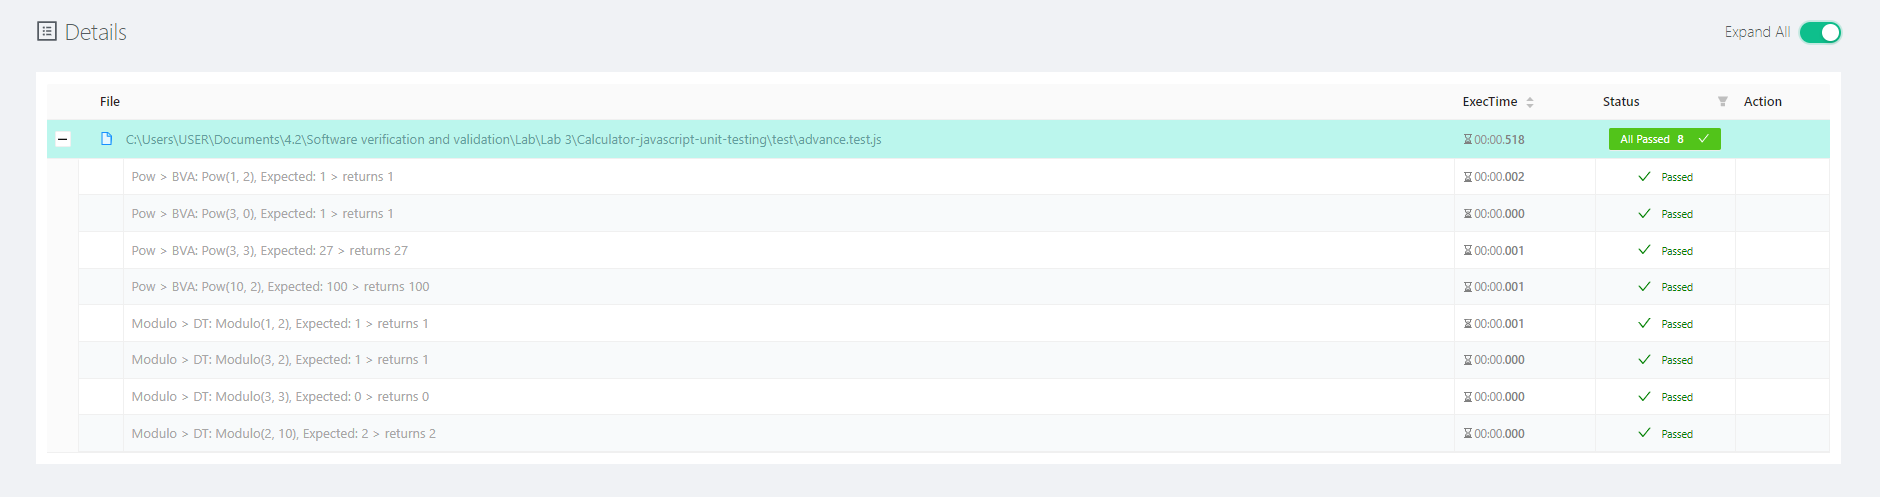 Details
Expand All
File ExecTime Status Action
C:\Users\USER\Documents\4.2\Software verification and validation\Lab\Lab 3\Calculator-javascript-unit-testing\test\advance.test.js 00:00.518 All Passed 8
Pow > BVA: Pow(1, 2), Expected: 1 > returns 1 00:00.002 Passed
Pow > BVA: Pow(3, 0), Expected: 1 > returns 1 00:00.000 Passed
Pow > BVA: Pow(3, 3), Expected: 27 > returns 27 00:00.001 Passed
Pow > BVA: Pow(10, 2), Expected: 100 > returns 100 00:00.001 Passed
Modulo > DT: Modulo(1, 2), Expected: 1 > returns 1 00:00.001 Passed
Modulo > DT: Modulo(3, 2), Expected: 1 > returns 1 00:00.000 Passed
Modulo > DT: Modulo(3, 3), Expected: 0 > returns 0 00:00.000 Passed
Modulo > DT: Modulo(2, 10), Expected: 2 > returns 2 00:00.000 Passed